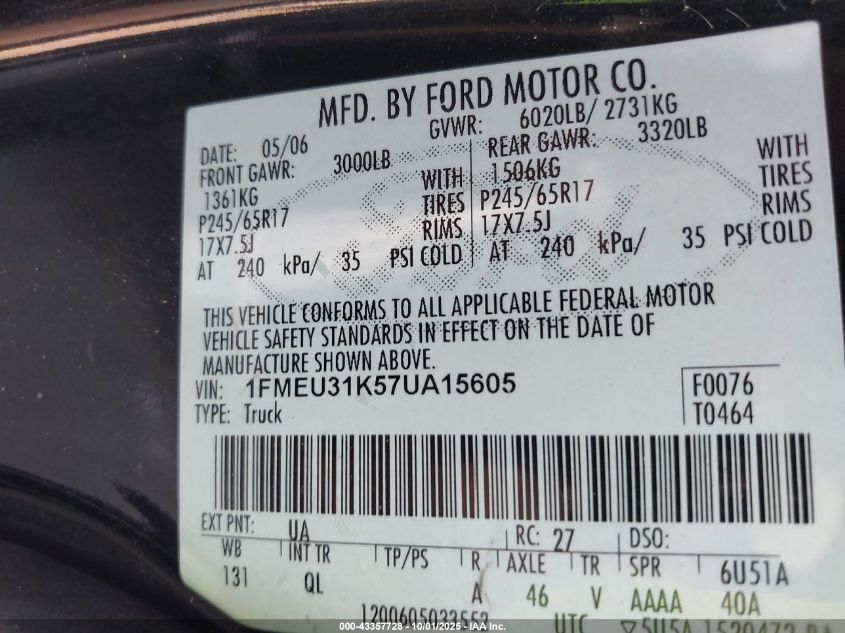 MFD. BY FORD MOTOR CO.
DATE: 05/06 GVWR: 6020LB/ 2731KG
FRONT GAWR: 3000LB REAR GAWR: 3320LB
1361KG WITH 1506KG WITH
P245/65R17 TIRES P245/65R17 TIRES
17X7.5J RIMS 17X7.5J RIMS
AT 240 kPa/ 35 PSI COLD AT 240 kPa/ 35 PSI COLD
THIS VEHICLE CONFORMS TO ALL APPLICABLE FEDERAL MOTOR
VEHICLE SAFETY STANDARDS IN EFFECT ON THE DATE OF
MANUFACTURE SHOWN ABOVE.
VIN: 1FMEU31K57UA15605 F0076
TYPE: Truck T0464
EXT PNT: UA RC: 27 DSO:
WB INT TR TP/PS R AXLE TR SPR 6U51A
131 QL A 46 V AAAA 40A
UTC
000-43357728 - 10/01/2025 - IAA Inc.